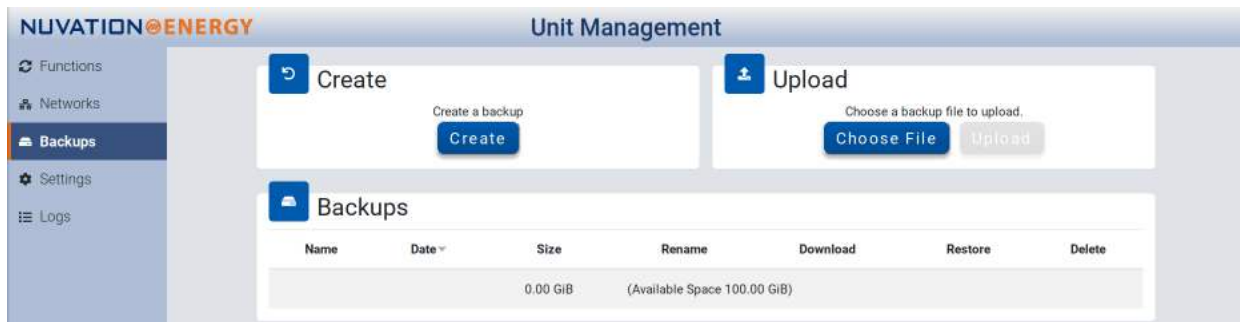 NUVATION ENERGY
Unit Management
Functions
Networks
Backups
Settings
Logs
Create
Create a backup
Create
Upload
Choose a backup file to upload.
Choose File
Upload
Backups
Name Date Size Rename Download Restore Delete
0.00 GiB (Available Space 100.00 GiB)